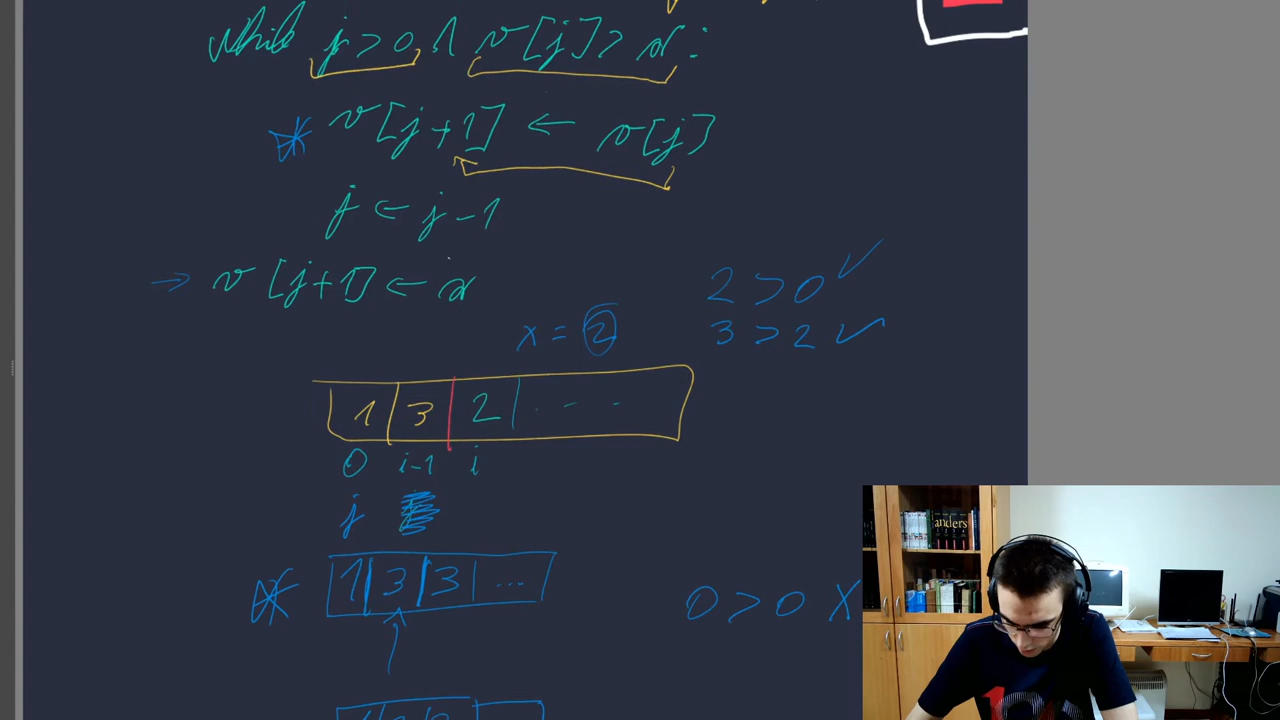 while j > 0 ∧ v[j] > x :
* v[j+1] ← v[j]
j ← j - 1
→ v[j+1] ← x
2 > 0 ✓
x = 2
3 > 2 ✓
1 3 2 . - -
0 i-1 i
j
* 1 3 3 ...
0 > 0 X
anders